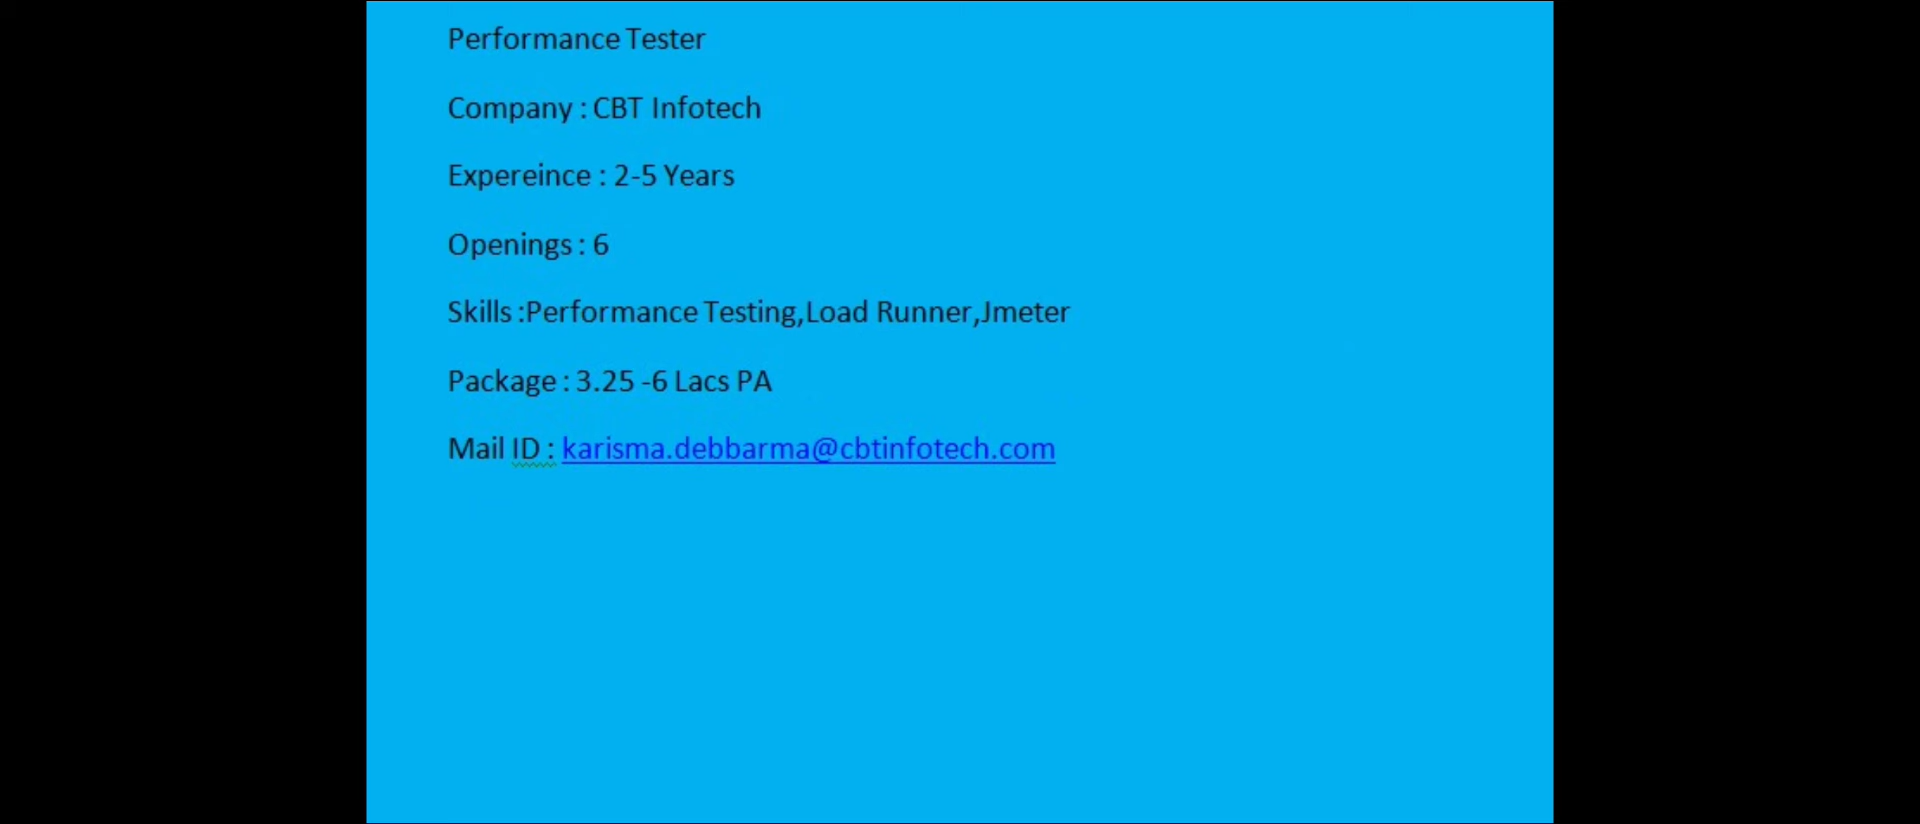 Performance Tester
Company : CBT Infotech
Expereince : 2-5 Years
Openings : 6
Skills :Performance Testing,Load Runner,Jmeter
Package : 3.25 -6 Lacs PA
Mail ID : karisma.debbarma@cbtinfotech.com